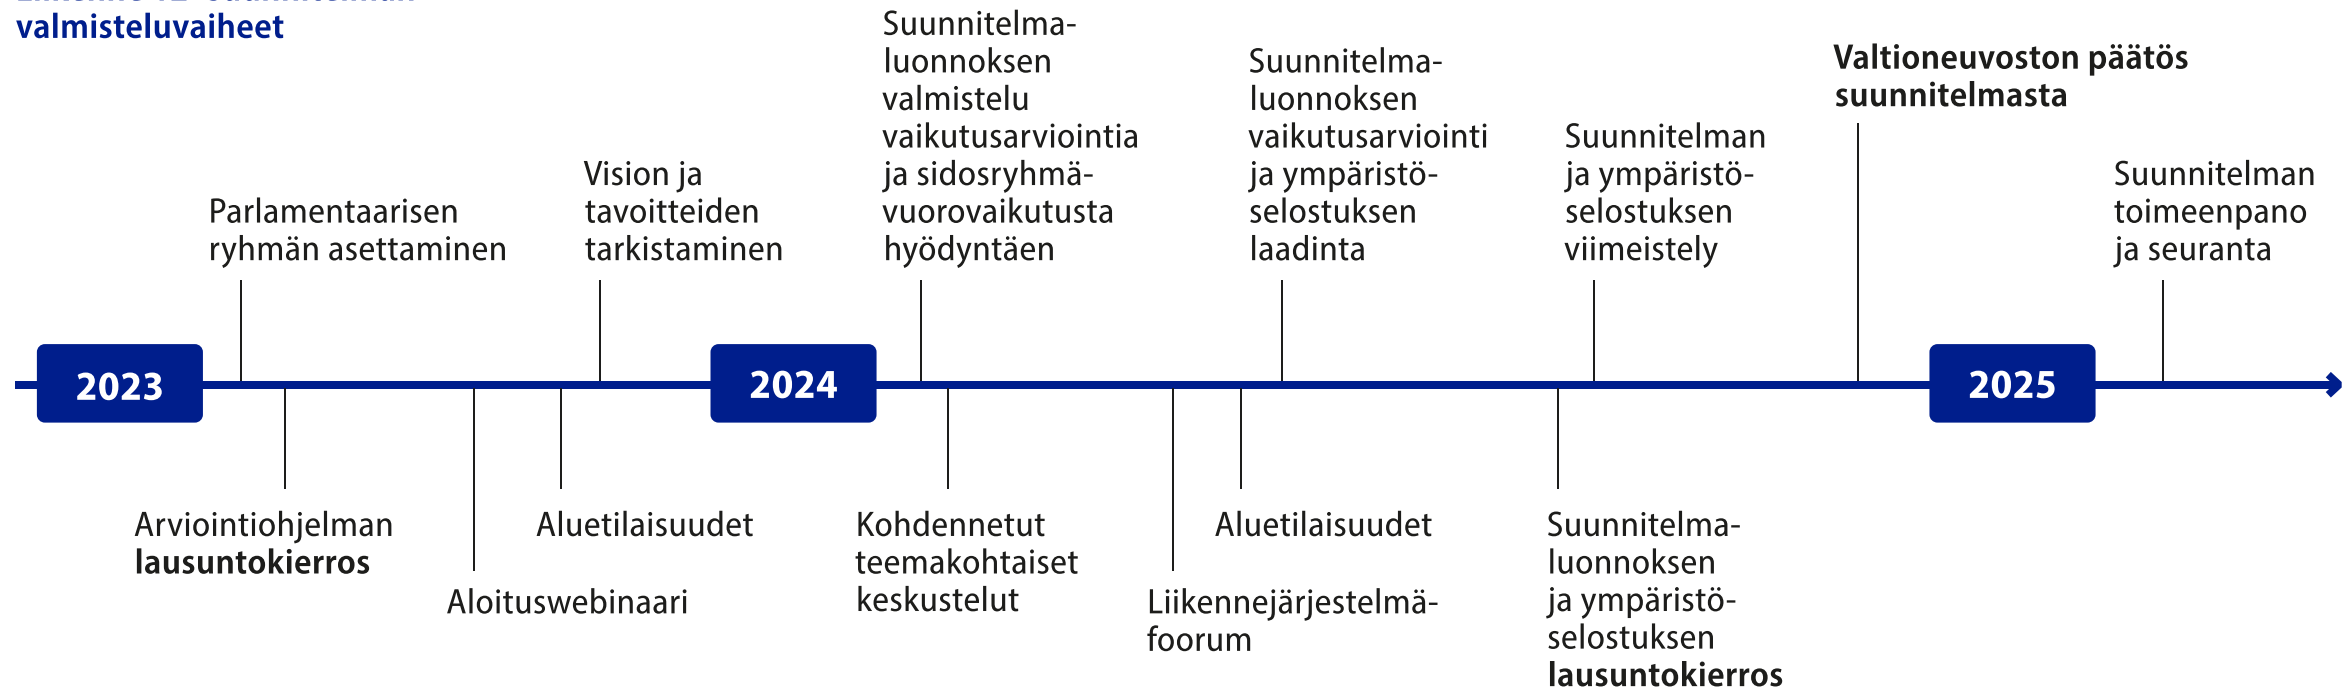 valmisteluvaiheet
Parlamentaarisen
ryhmän asettaminen
Vision ja
tavoitteiden
tarkistaminen
Suunnitelma-
luonnoksen
valmistelu
vaikutusarviointia
ja sidosryhmä-
vuorovaikutusta
hyödyntäen
Suunnitelma-
luonnoksen
vaikutusarviointi
ja ympäristö-
selostuksen
laadinta
Suunnitelman
ja ympäristö-
selostuksen
viimeistely
Valtioneuvoston päätös
suunnitelmasta
Suunnitelman
toimeenpano
ja seuranta
2023
2024
2025
Arviointiohjelman
lausuntokierros
Aloituswebinaari
Aluetilaisuudet
Kohdennetut
teemakohtaiset
keskustelut
Liikennejärjestelmä-
foorum
Aluetilaisuudet
Suunnitelma-
luonnoksen
ja ympäristö-
selostuksen
lausuntokierros